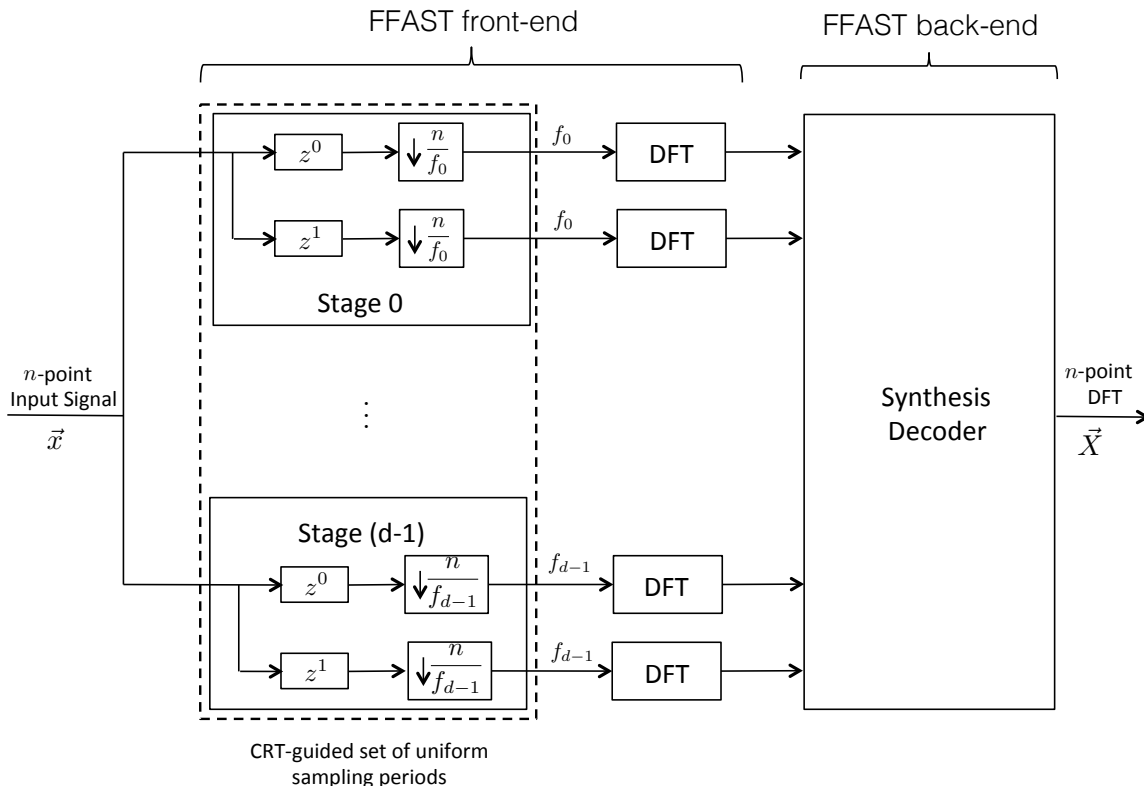 FFAST front-end
FFAST back-end
z^0
↓ n/f_0
f_0
DFT
z^1
↓ n/f_0
f_0
DFT
Stage 0
n-point
Input Signal
\vec{x}
⋮
Synthesis
Decoder
n-point
DFT
\vec{X}
Stage (d-1)
z^0
↓ n/f_{d-1}
f_{d-1}
DFT
z^1
↓ n/f_{d-1}
f_{d-1}
DFT
CRT-guided set of uniform
sampling periods